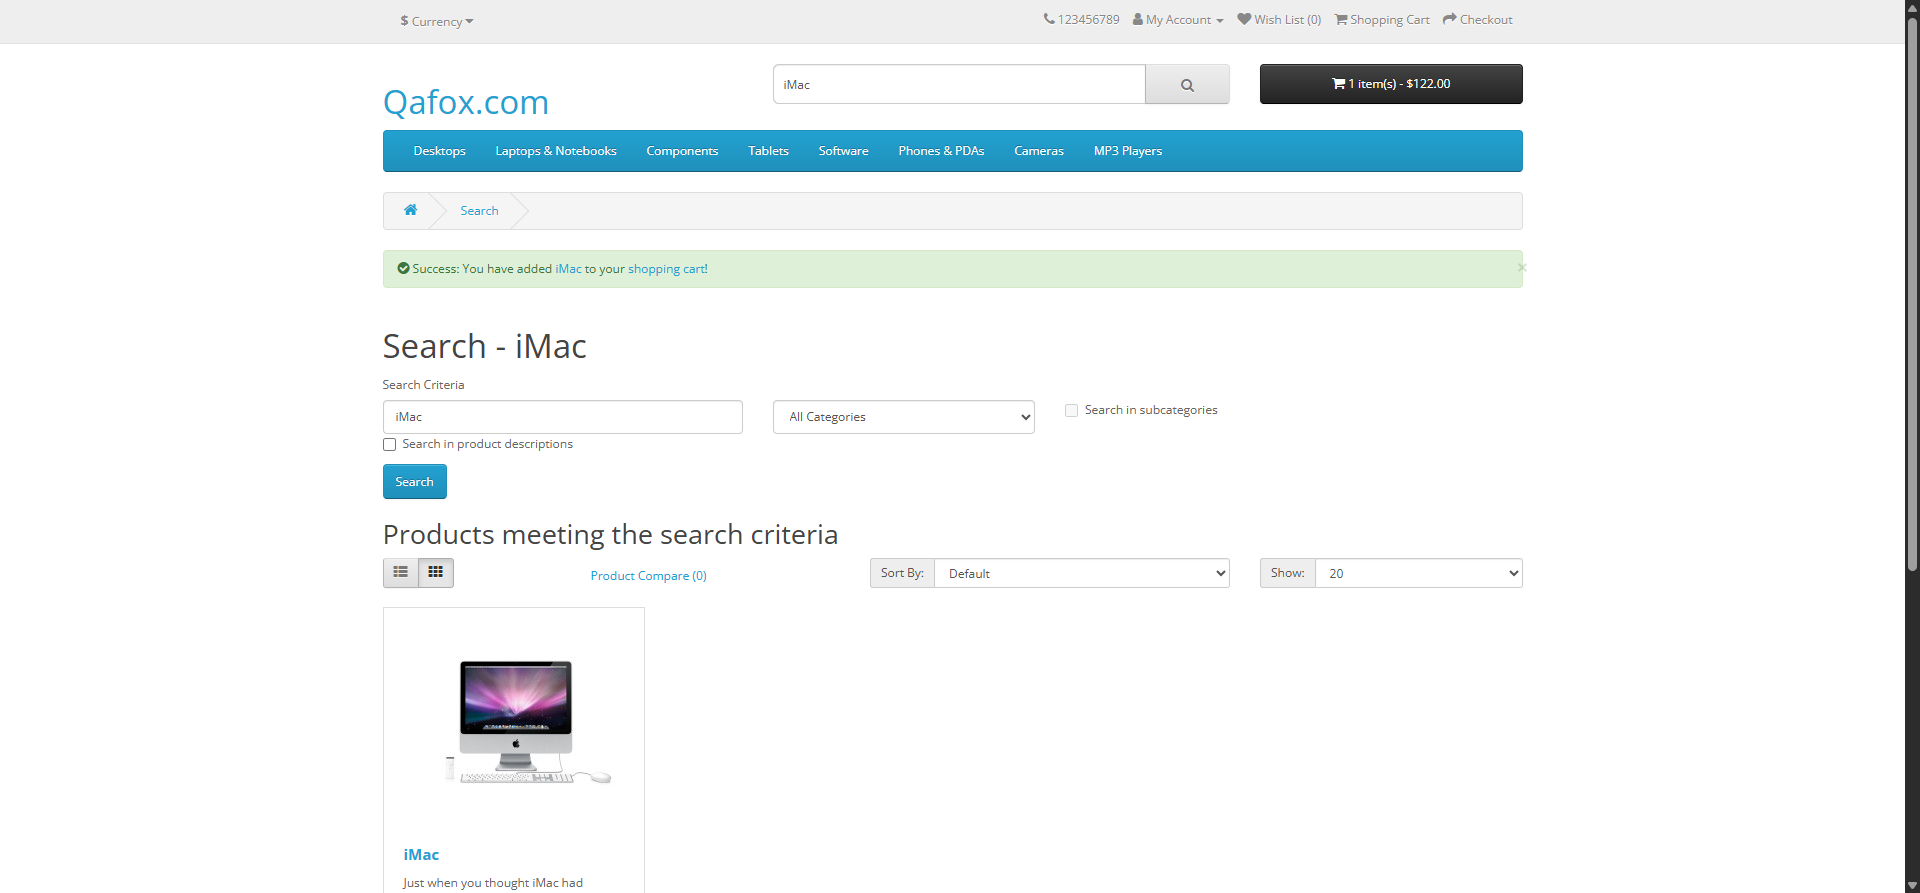 $ Currency
123456789 My Account Wish List (0) Shopping Cart Checkout
Qafox.com
iMac
1 item(s) - $122.00
Desktops Laptops & Notebooks Components Tablets Software Phones & PDAs Cameras MP3 Players
Search
Success: You have added iMac to your shopping cart!
×
Search - iMac
Search Criteria
iMac
All Categories
Search in subcategories
Search in product descriptions
Search
Products meeting the search criteria
Product Compare (0)
Sort By: Default
Show: 20
iMac
Just when you thought iMac had